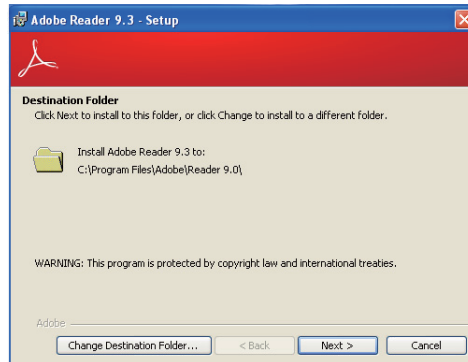 Adobe Reader 9.3 - Setup
Destination Folder
Click Next to install to this folder, or click Change to install to a different folder.
Install Adobe Reader 9.3 to:
C:\Program Files\Adobe\Reader 9.0\
WARNING: This program is protected by copyright law and international treaties.
Adobe
Change Destination Folder... < Back Next > Cancel